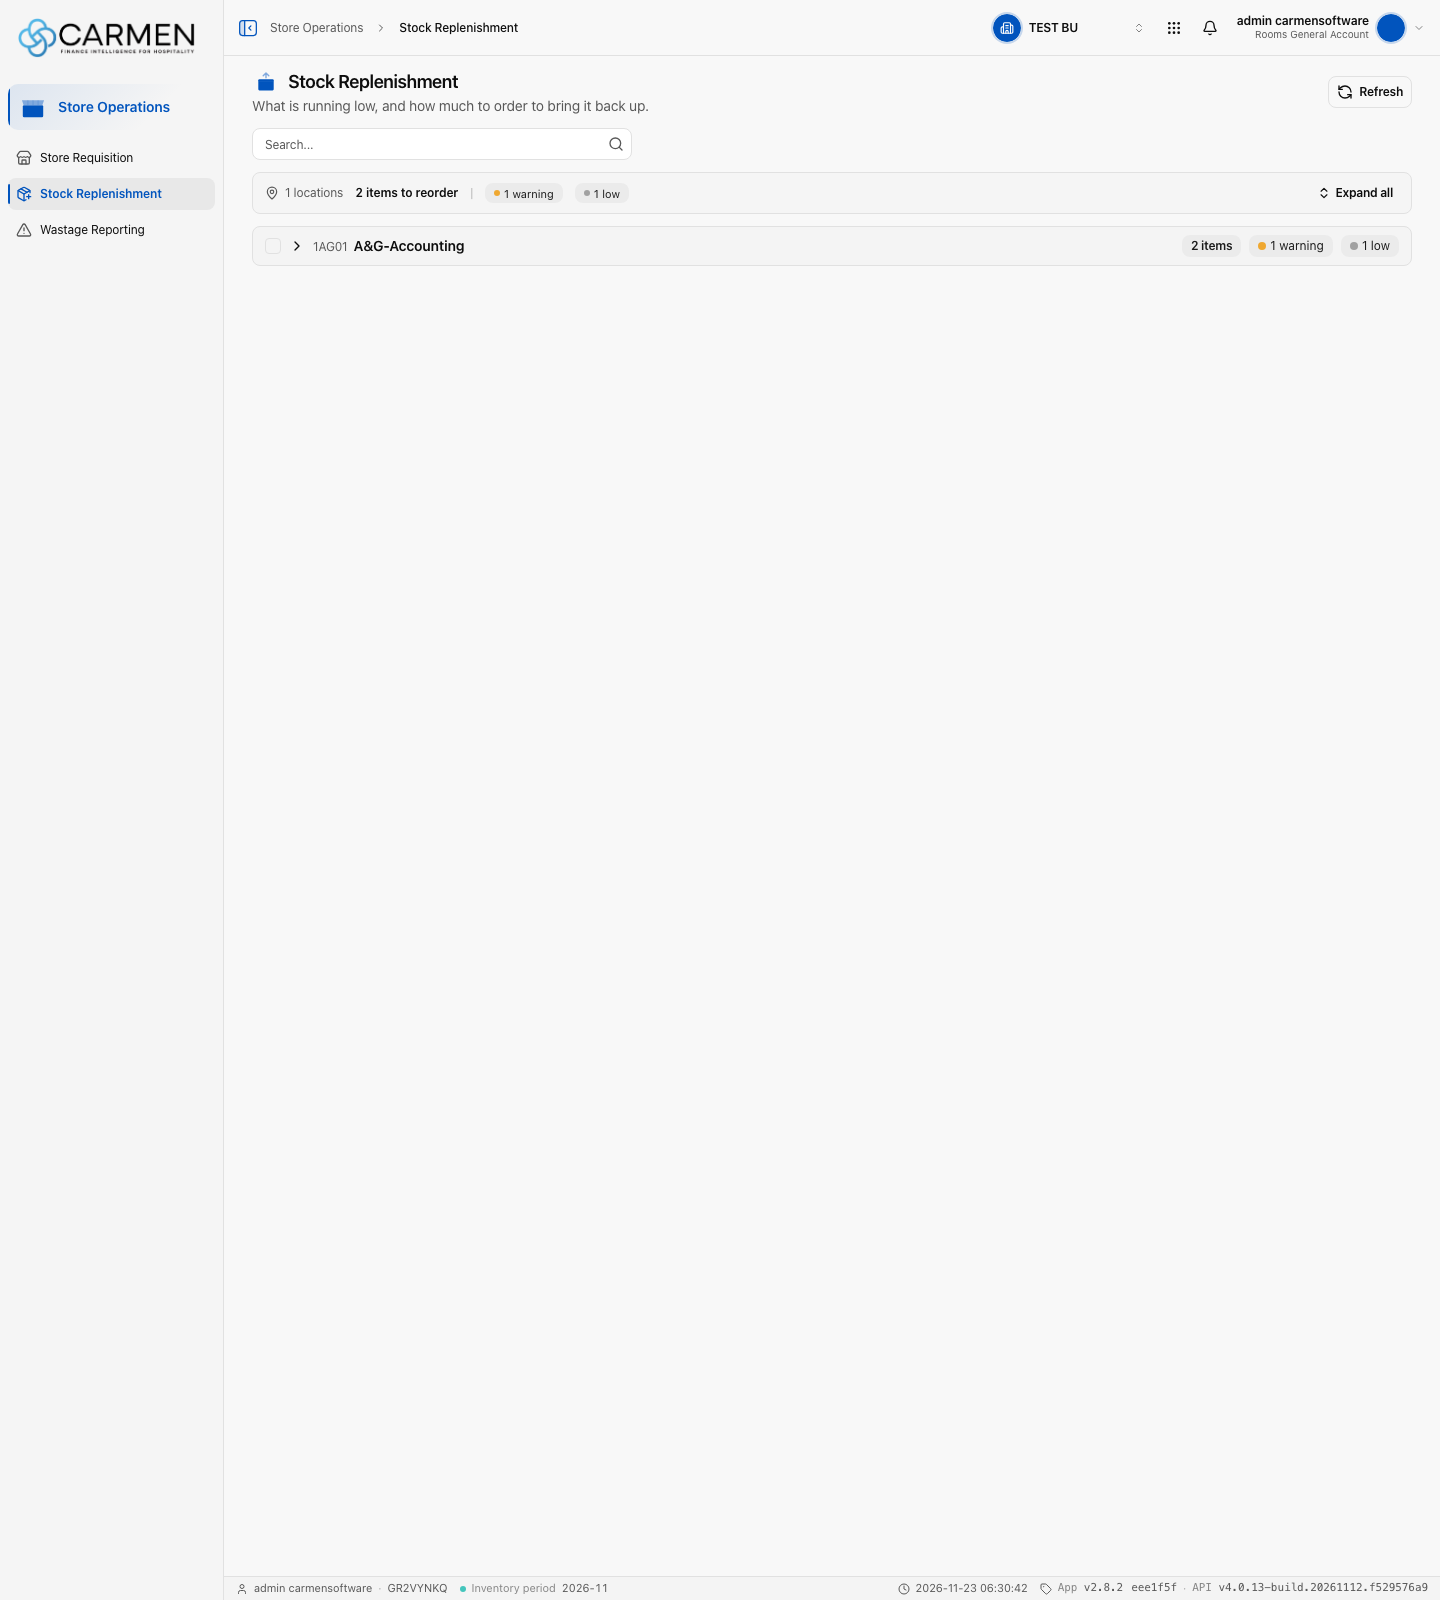 CARMEN
FINANCE INTELLIGENCE FOR HOSPITALITY
Store Operations
Store Requisition
Stock Replenishment
Wastage Reporting
Store Operations > Stock Replenishment
TEST BU
admin carmensoftware
Rooms General Account
Stock Replenishment
What is running low, and how much to order to bring it back up.
Refresh
Search...
1 locations 2 items to reorder | 1 warning 1 low
Expand all
1AG01 A&G-Accounting
2 items 1 warning 1 low
admin carmensoftware · GR2VYNKQ Inventory period 2026-11
2026-11-23 06:30:42 App v2.8.2 eee1f5f · API v4.0.13-build.20261112.f529576a9